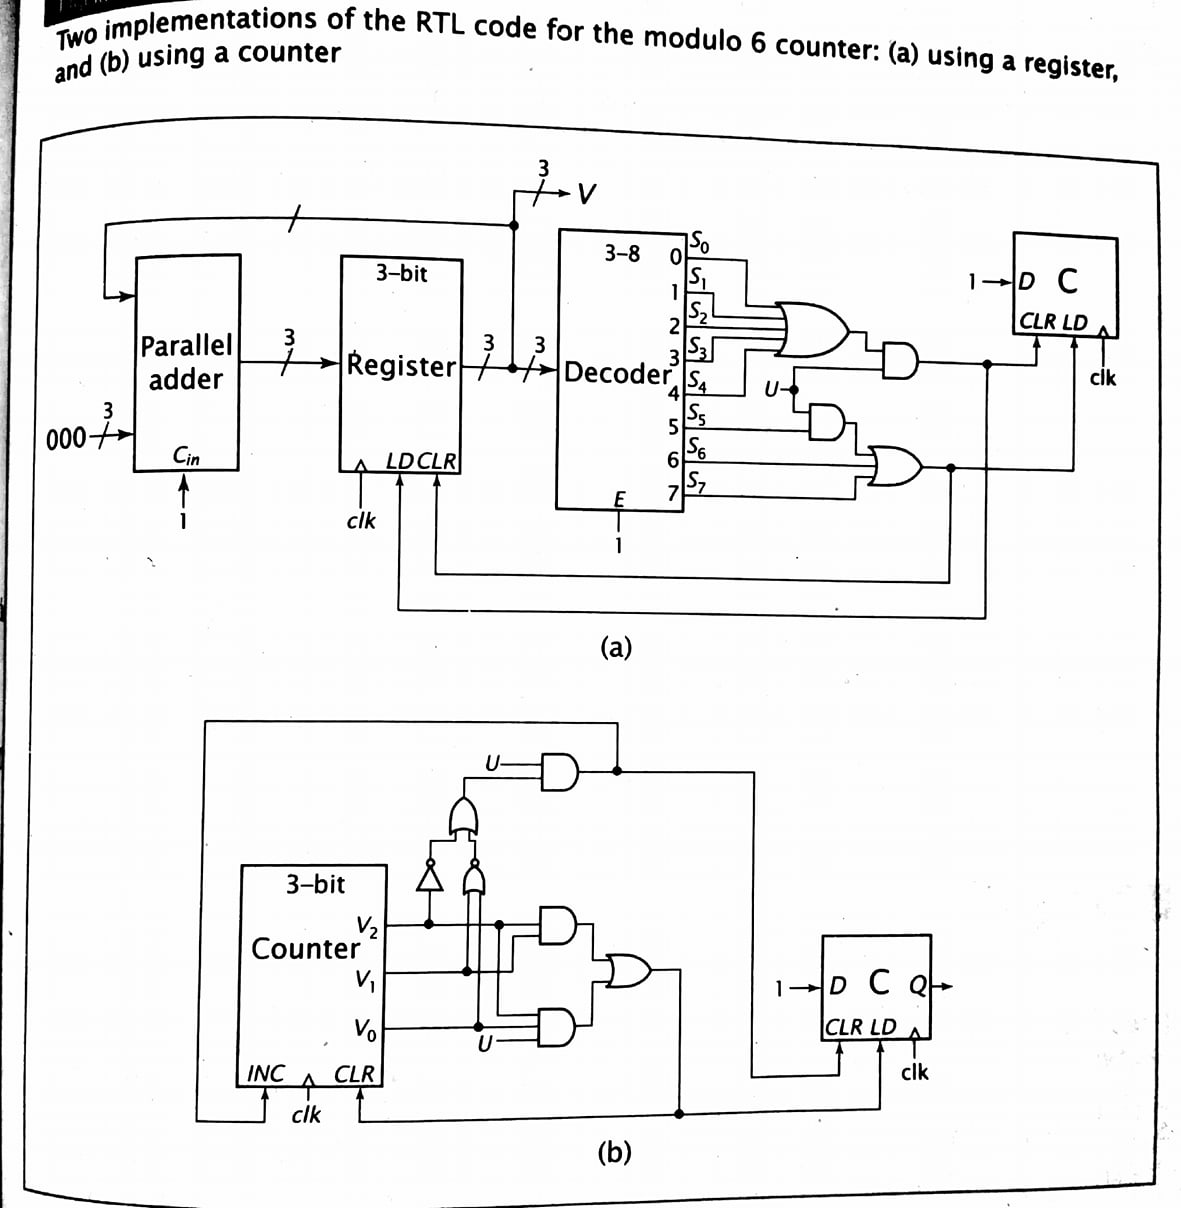 Two implementations of the RTL code for the modulo 6 counter: (a) using a register,
and (b) using a counter
3
V
3-bit
3-8
0
S0
1
S1
2
S2
3
S3
4
S4
5
S5
6
S6
7
S7
Parallel
adder
3
Register
3
3
Decoder
U
1
D
C
CLR LD
clk
000
3
Cin
1
LD CLR
clk
E
1
(a)
U
3-bit
Counter
V2
V1
V0
U
INC
CLR
clk
1
D
C
Q
CLR LD
clk
(b)